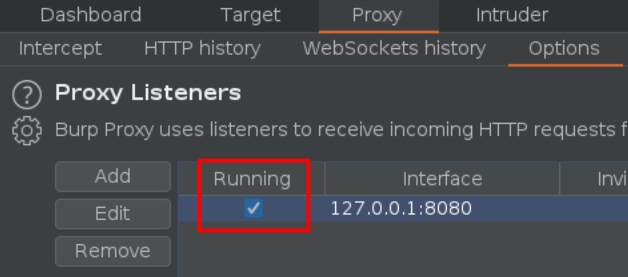 Dashboard Target Proxy Intruder
Intercept HTTP history WebSockets history Options
? Proxy Listeners
Burp Proxy uses listeners to receive incoming HTTP requests f
Add Running Interface Invi
Edit 127.0.0.1:8080
Remove